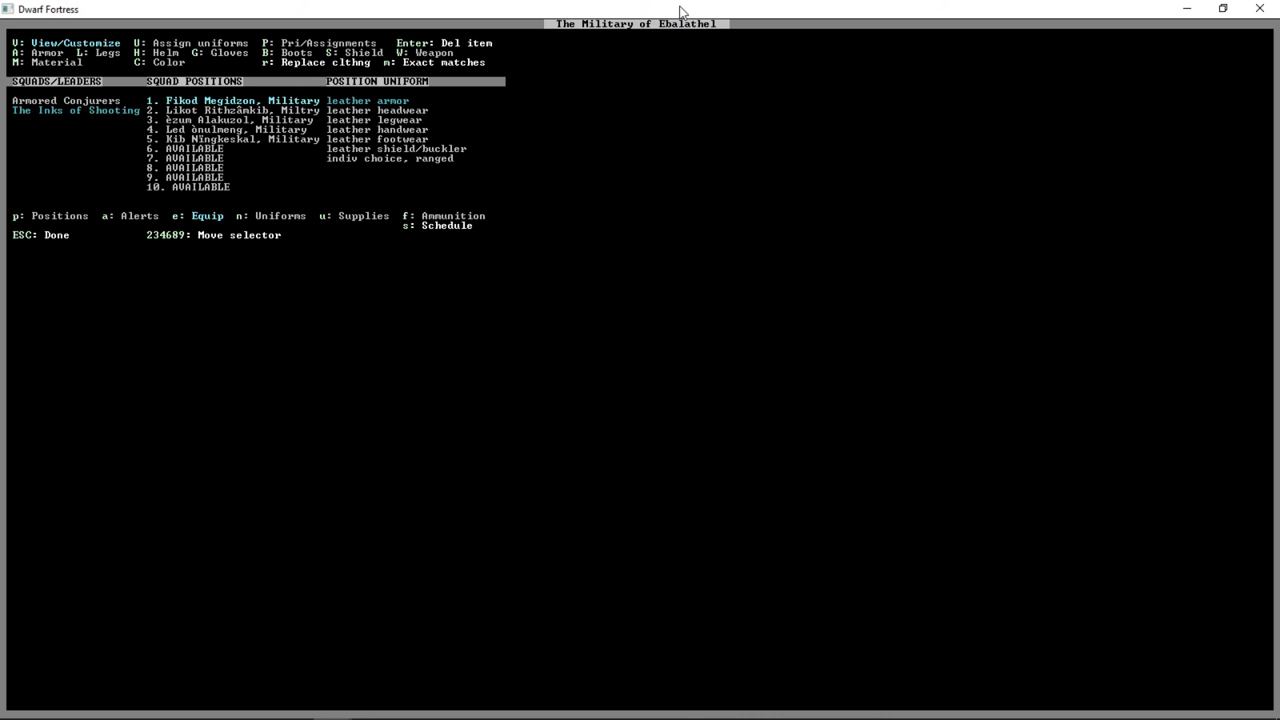 Dwarf Fortress
The Military of Ebalathel
V: View/Customize U: Assign uniforms P: Pri/Assignments Enter: Del item
A: Armor L: Legs H: Helm G: Gloves B: Boots S: Shield W: Weapon
M: Material C: Color r: Replace clthng m: Exact matches
SQUADS/LEADERS SQUAD POSITIONS POSITION UNIFORM
Armored Conjurers 1. Fikod Megidzon, Military leather armor
The Inks of Shooting 2. Likot Rithzâmkib, Miltry leather headwear
3. èzum Alakuzol, Military leather legwear
4. Led ònulmeng, Military leather handwear
5. Kib Nïngkeskal, Military leather footwear
6. AVAILABLE leather shield/buckler
7. AVAILABLE indiv choice, ranged
8. AVAILABLE
9. AVAILABLE
10. AVAILABLE
p: Positions a: Alerts e: Equip n: Uniforms u: Supplies f: Ammunition
s: Schedule
ESC: Done 234689: Move selector